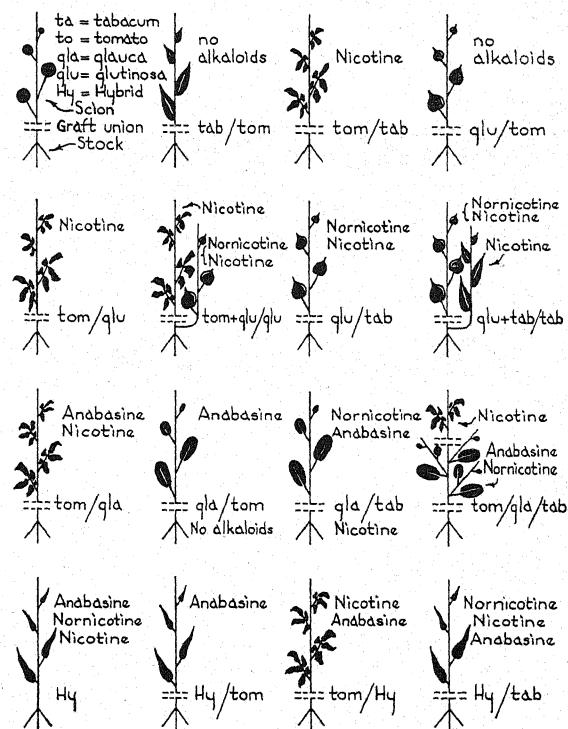 ta = tabacum
to = tomato
gla = glauca
glu = glutinosa
Hy = Hybrid
Scion
Graft union
Stock
no
alkaloids
tab/tom
Nicotine
tom/tab
no
alkaloids
glu/tom
Nicotine
tom/glu
Nicotine
Nornicotine
Nicotine
tom+glu/glu
Nornicotine
Nicotine
glu/tab
Nornicotine
Nicotine
Nicotine
glu+tab/tab
Anabasine
Nicotine
tom/gla
Anabasine
gla/tom
No alkaloids
Nornicotine
Anabasine
gla/tab
Nicotine
Nicotine
Anabasine
Nornicotine
tom/gla/tab
Anabasine
Nornicotine
Nicotine
Hy
Anabasine
Hy/tom
Nicotine
Anabasine
tom/Hy
Nornicotine
Nicotine
Anabasine
Hy/tab